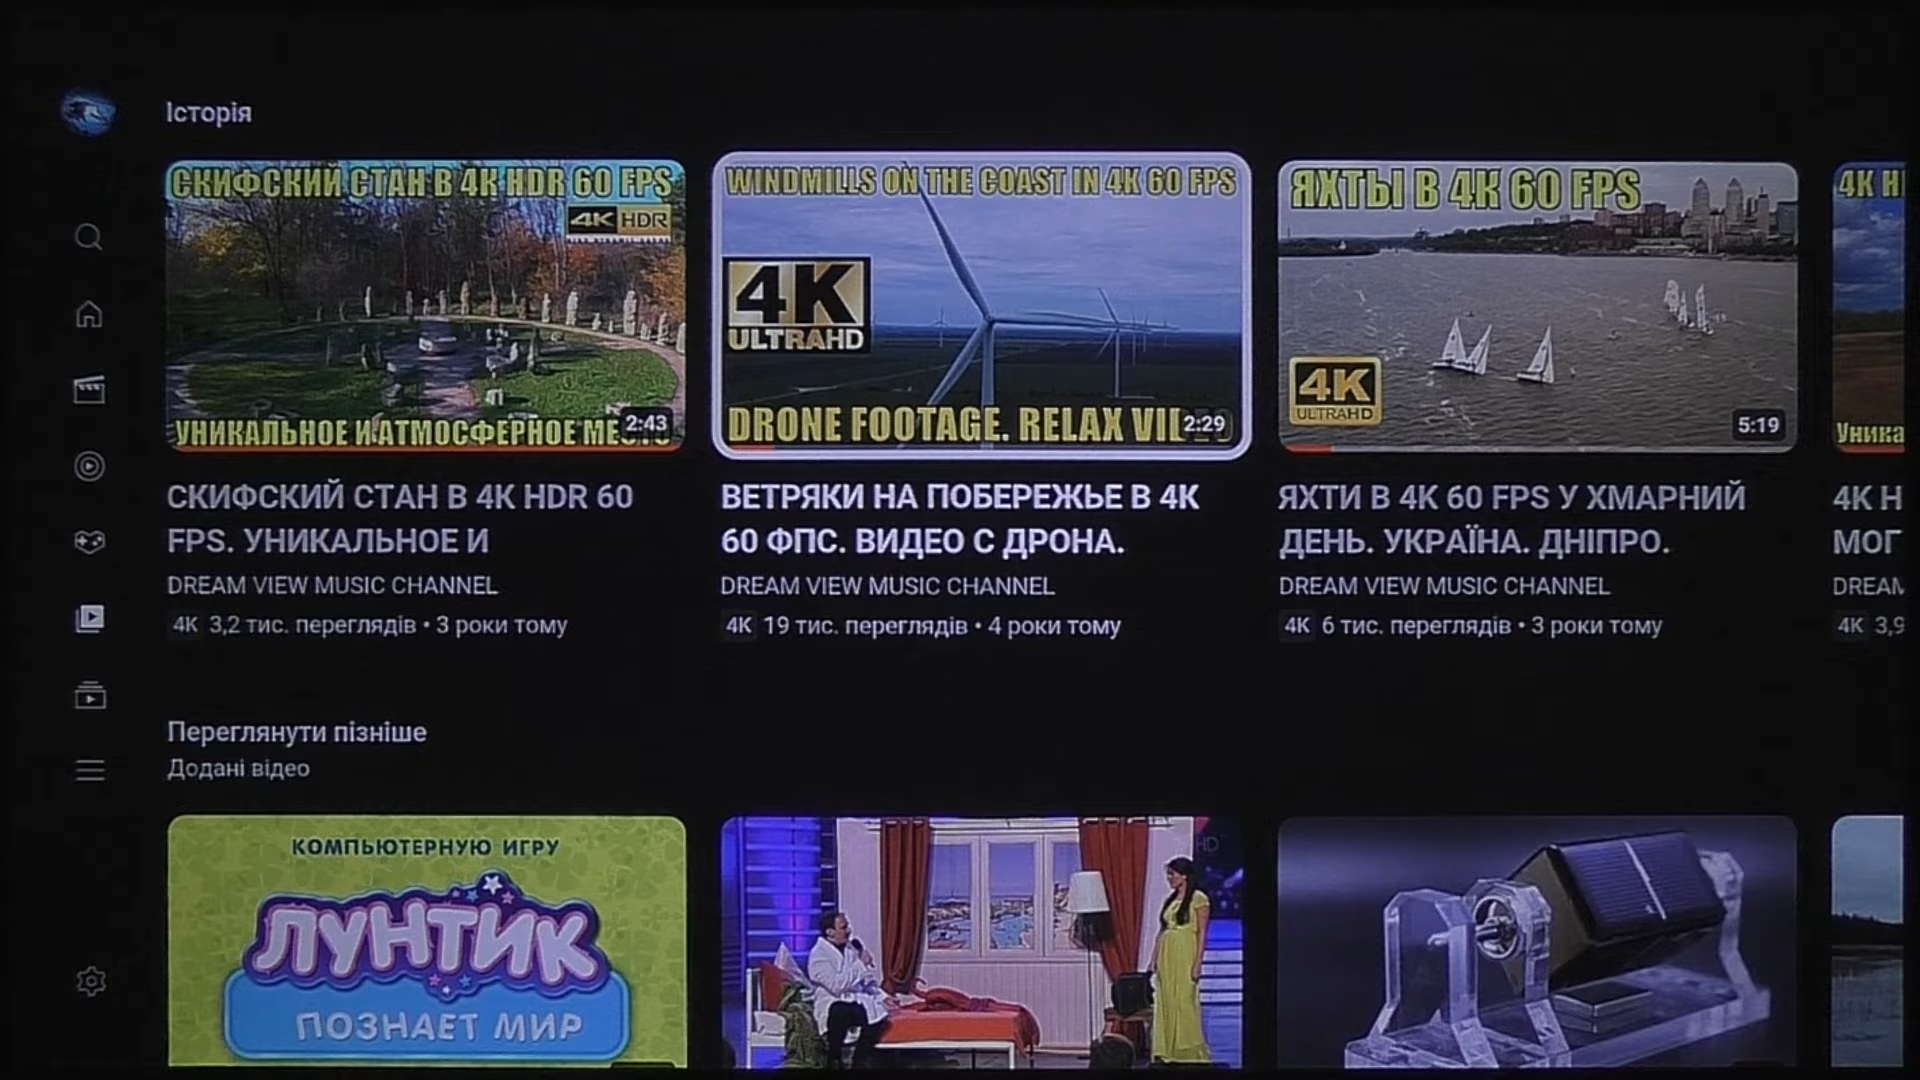 Історія
СКИФСКИЙ СТАН В 4K HDR 60 FPS
4K HDR
УНИКАЛЬНОЕ И АТМОСФЕРНОЕ
2:43
WINDMILLS ON THE COAST IN 4K 60 FPS
4K
ULTRAHD
DRONE FOOTAGE. RELAX
2:29
ЯХТЫ В 4К 60 FPS
4K
ULTRAHD
5:19
4K
СКИФСКИЙ СТАН В 4K HDR 60
FPS. УНИКАЛЬНОЕ И
DREAM VIEW MUSIC CHANNEL
4K 3,2 тис. переглядів • 3 роки тому
ВЕТРЯКИ НА ПОБЕРЕЖЬЕ В 4K
60 ФПС. ВИДЕО С ДРОНА.
DREAM VIEW MUSIC CHANNEL
4K 19 тис. переглядів • 4 роки тому
ЯХТИ В 4K 60 FPS У ХМАРНИЙ
ДЕНЬ. УКРАЇНА. ДНІПРО.
DREAM VIEW MUSIC CHANNEL
4K 6 тис. переглядів • 3 роки тому
4K H
МОГ
DREAM
4K 3,9
Переглянути пізніше
Додані відео
КОМПЬЮТЕРНУЮ ИГРУ
ЛУНТИК
ПОЗНАЕТ МИР
HD